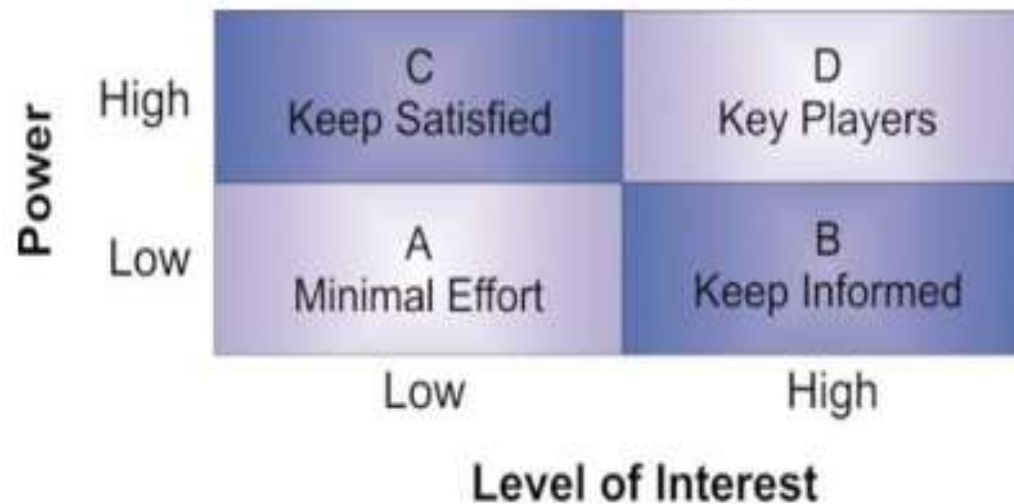 Power
High
C
Keep Satisfied
D
Key Players
Low
A
Minimal Effort
B
Keep Informed
Low
High
Level of Interest